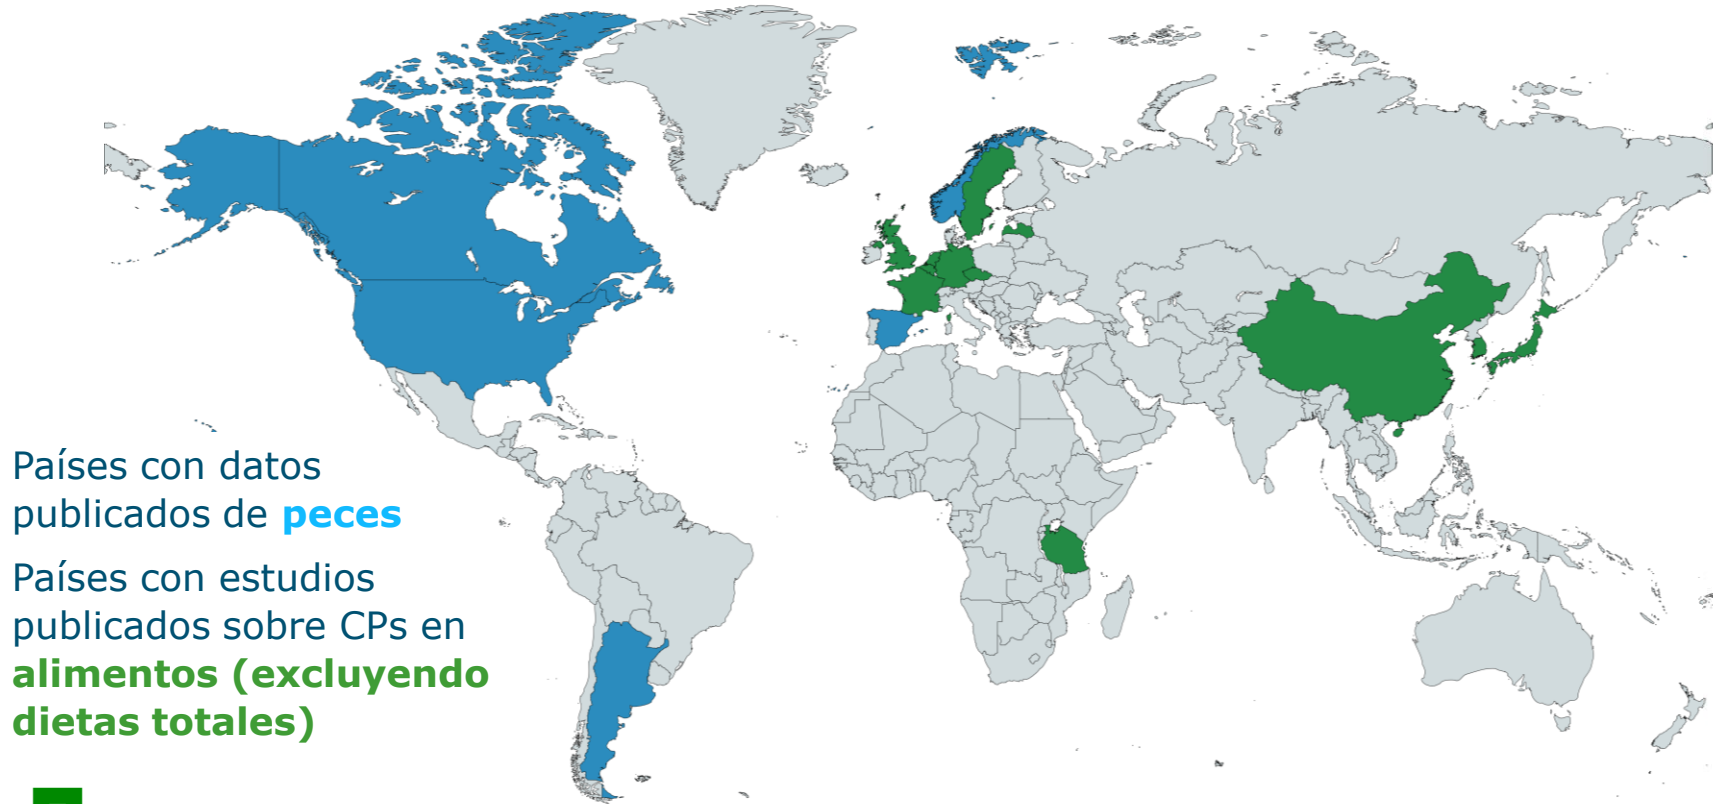 Países con datos
publicados de peces
Países con estudios
publicados sobre CPs en
alimentos (excluyendo
dietas totales)